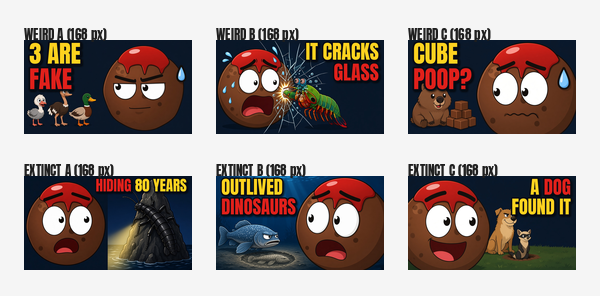 WEIRD A (168 px)
3 ARE
FAKE
WEIRD B (168 px)
IT CRACKS
GLASS
WEIRD C (168 px)
CUBE
POOP?
EXTINCT A (168 px)
HIDING 80 YEARS
EXTINCT B (168 px)
OUTLIVED
DINOSAURS
EXTINCT C (168 px)
A DOG
FOUND IT